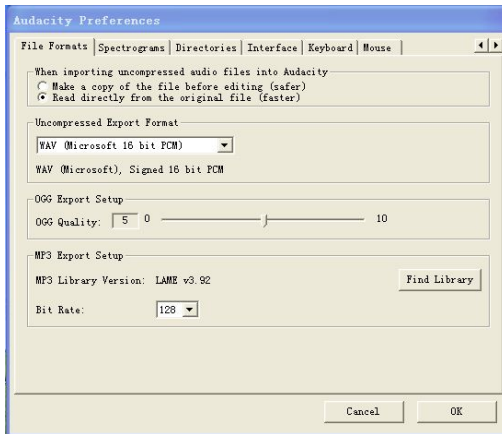 Audacity Preferences
File Formats Spectrograms Directories Interface Keyboard Mouse
When importing uncompressed audio files into Audacity
Make a copy of the file before editing (safer)
Read directly from the original file (faster)
Uncompressed Export Format
WAV (Microsoft 16 bit PCM)
WAV (Microsoft), Signed 16 bit PCM
OGG Export Setup
OGG Quality: 5 0 10
MP3 Export Setup
MP3 Library Version: LAME v3.92 Find Library
Bit Rate: 128
Cancel OK